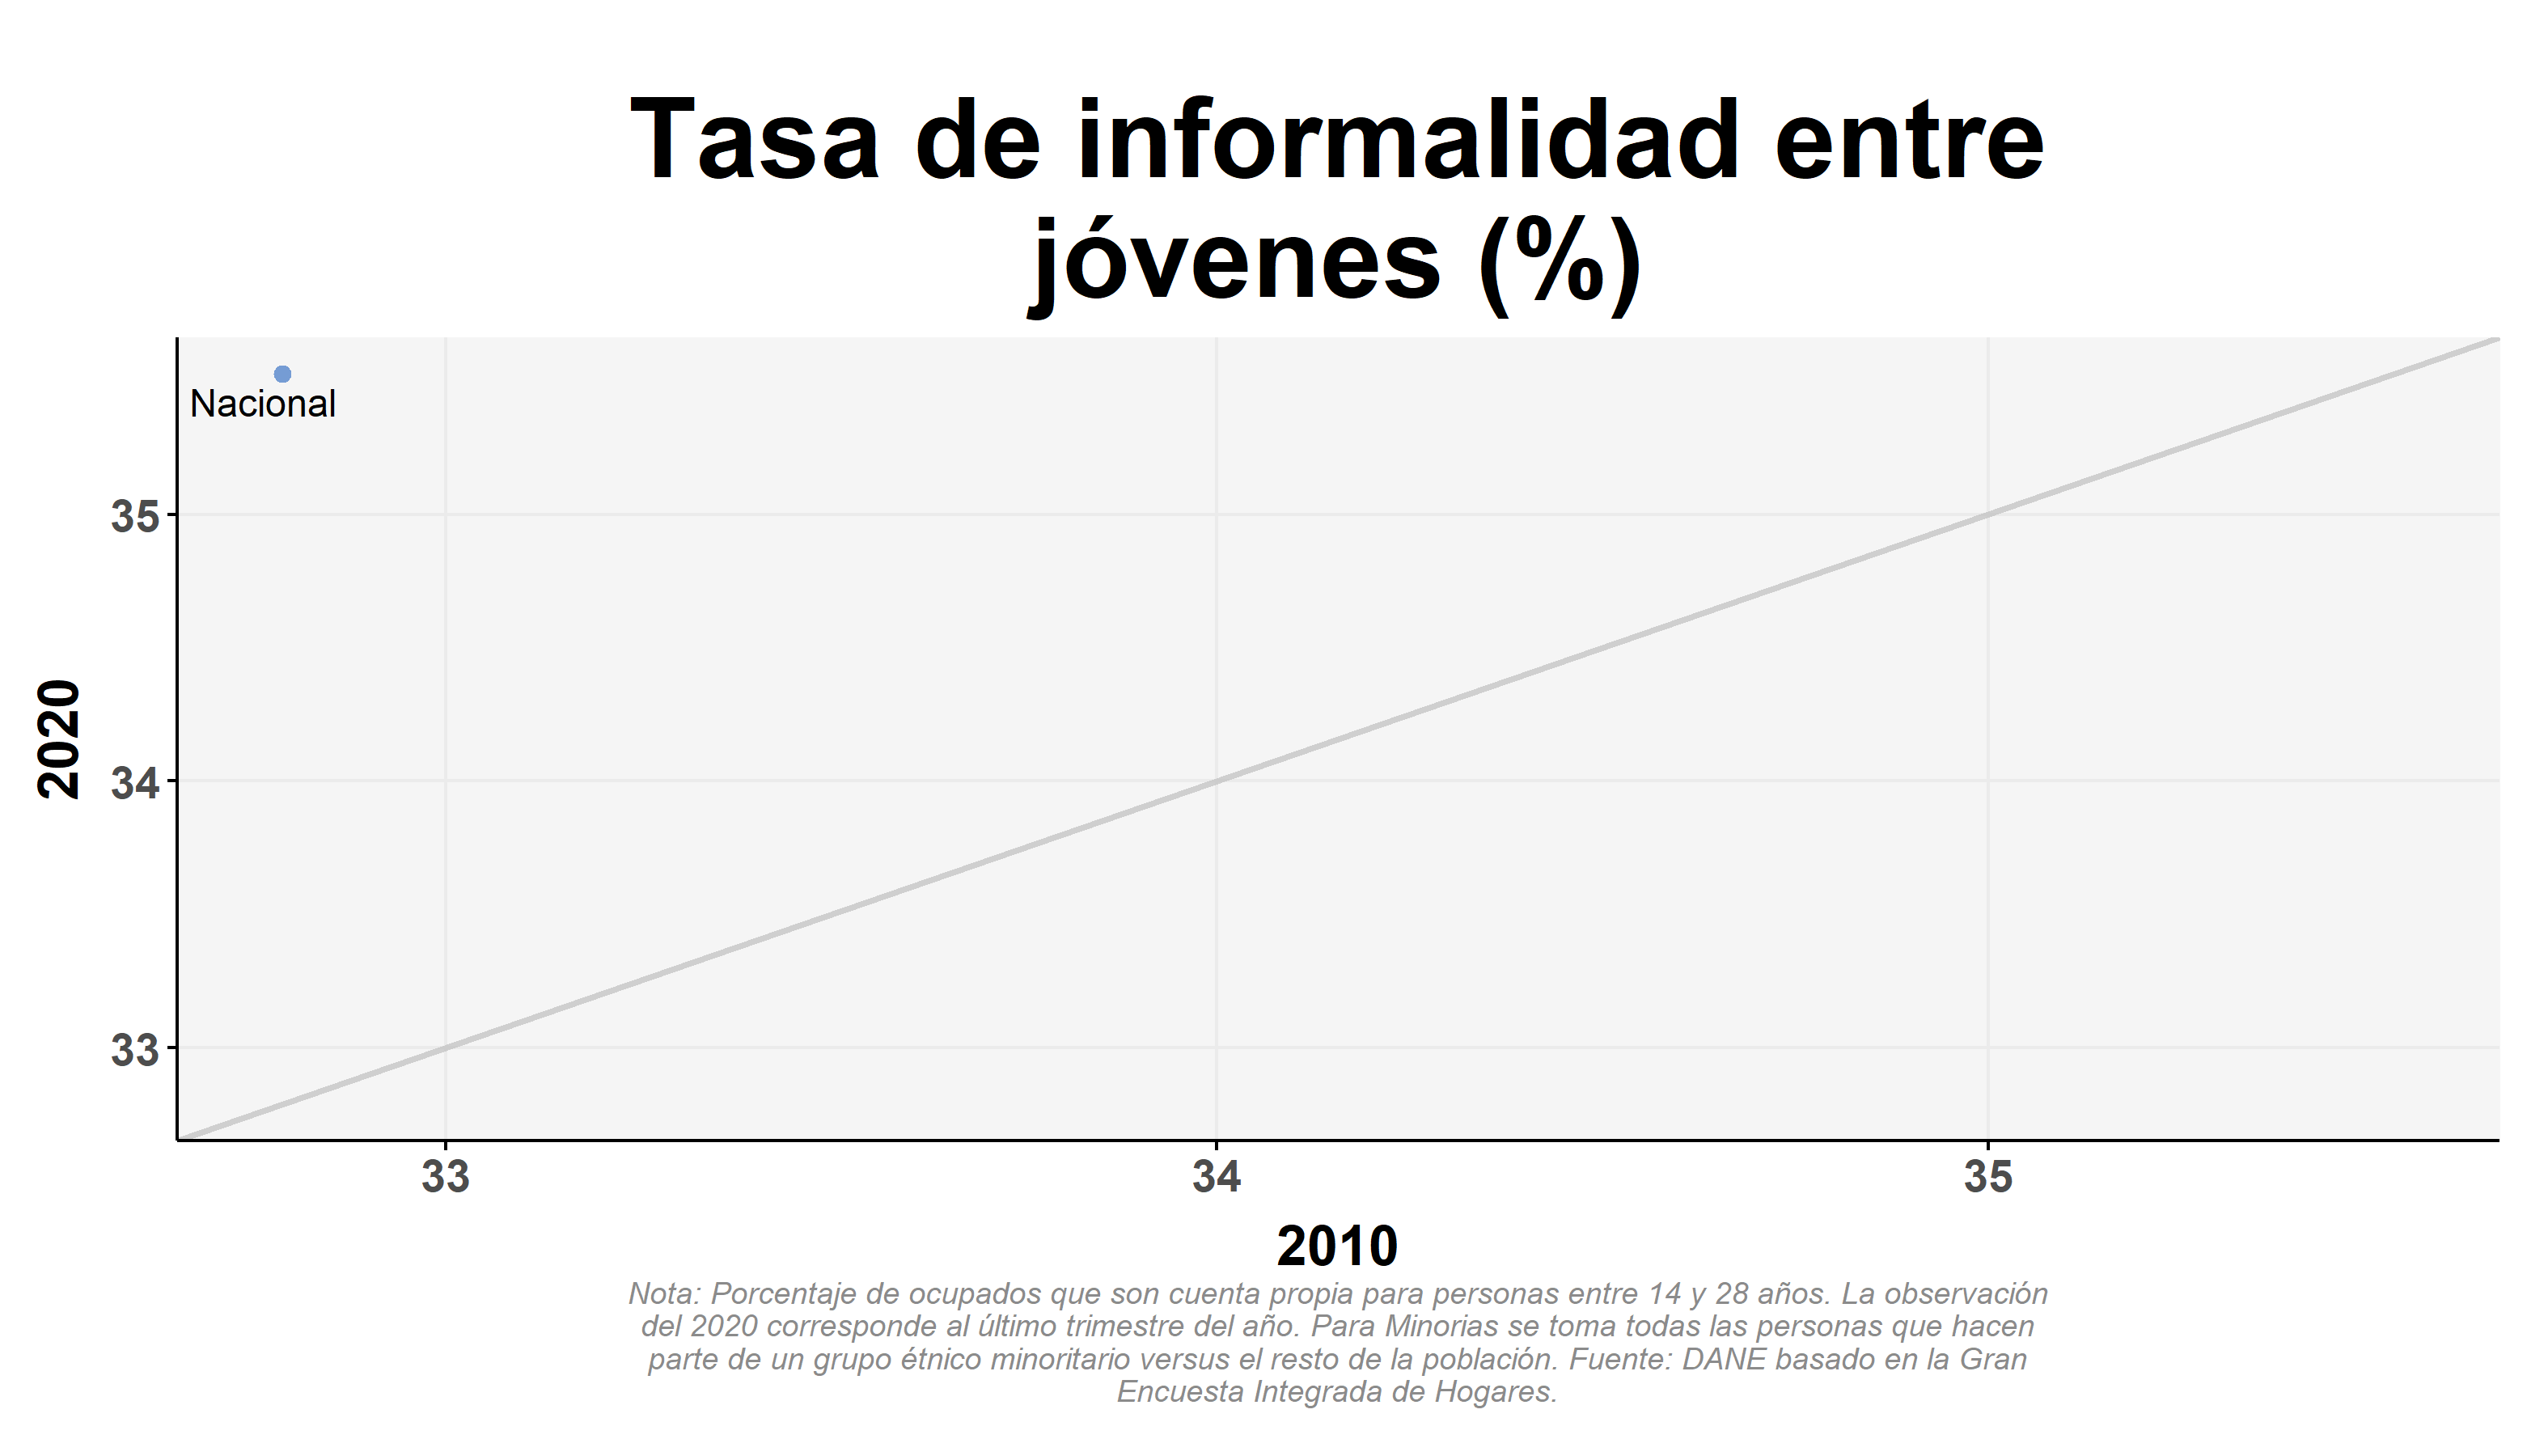 Tasa de informalidad entre
jóvenes (%)
Nacional
35
34
33
2020
33
34
35
2010
Nota: Porcentaje de ocupados que son cuenta propia para personas entre 14 y 28 años. La observación
del 2020 corresponde al último trimestre del año. Para Minorias se toma todas las personas que hacen
parte de un grupo étnico minoritario versus el resto de la población. Fuente: DANE basado en la Gran
Encuesta Integrada de Hogares.